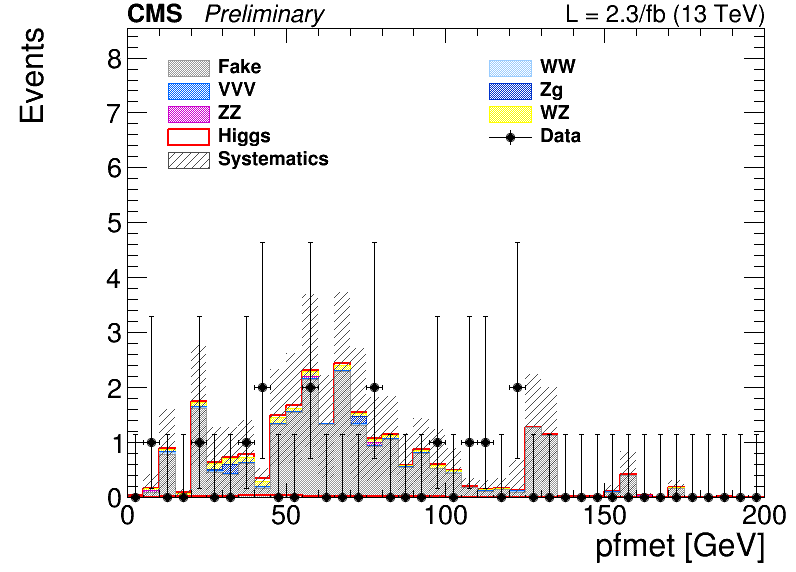 CMS Preliminary L = 2.3/fb (13 TeV)
Events
8
7
6
5
4
3
2
1
0
Fake
VVV
ZZ
Higgs
Systematics
WW
Zg
WZ
Data
0 50 100 150 200
pfmet [GeV]